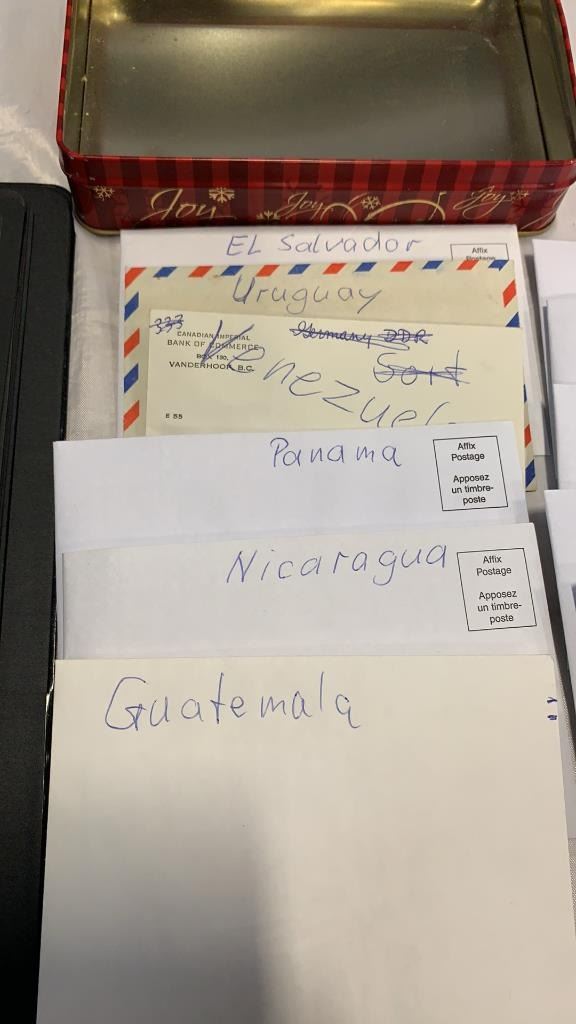 Joy Joy Joy
EL Salvador
Affix
Postage
Uruguay
333
Germany DDR
CANADIAN IMPERIAL
BANK OF COMMERCE
BOX 130,
VANDERHOOF, B.C.
Sort
Venezuel
E 55
Panama
Affix
Postage
Apposez
un timbre-
poste
Nicaragua
Affix
Postage
Apposez
un timbre-
poste
Guatemala